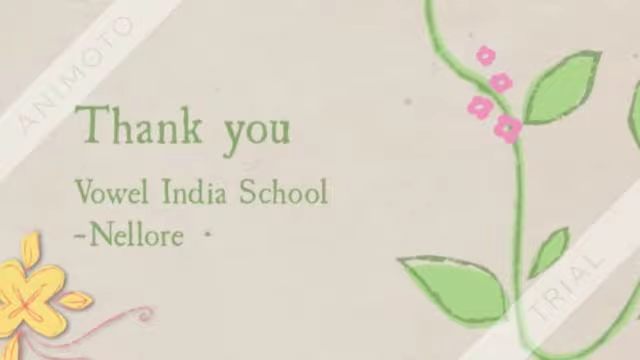 ANIMOTO
Thank you
Vowel India School
-Nellore
TRIAL